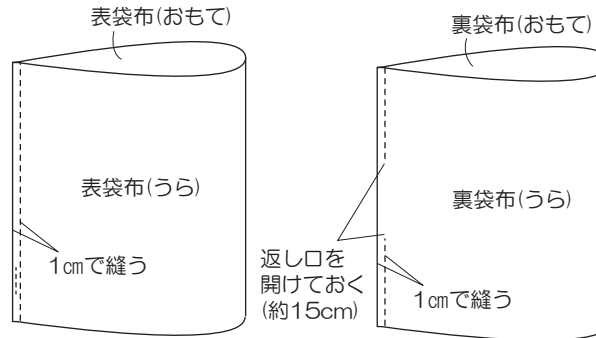 表袋布(おもて)
表袋布(うら)
1㎝で縫う
裏袋布(おもて)
裏袋布(うら)
返し口を
開けておく
(約15cm)
1㎝で縫う